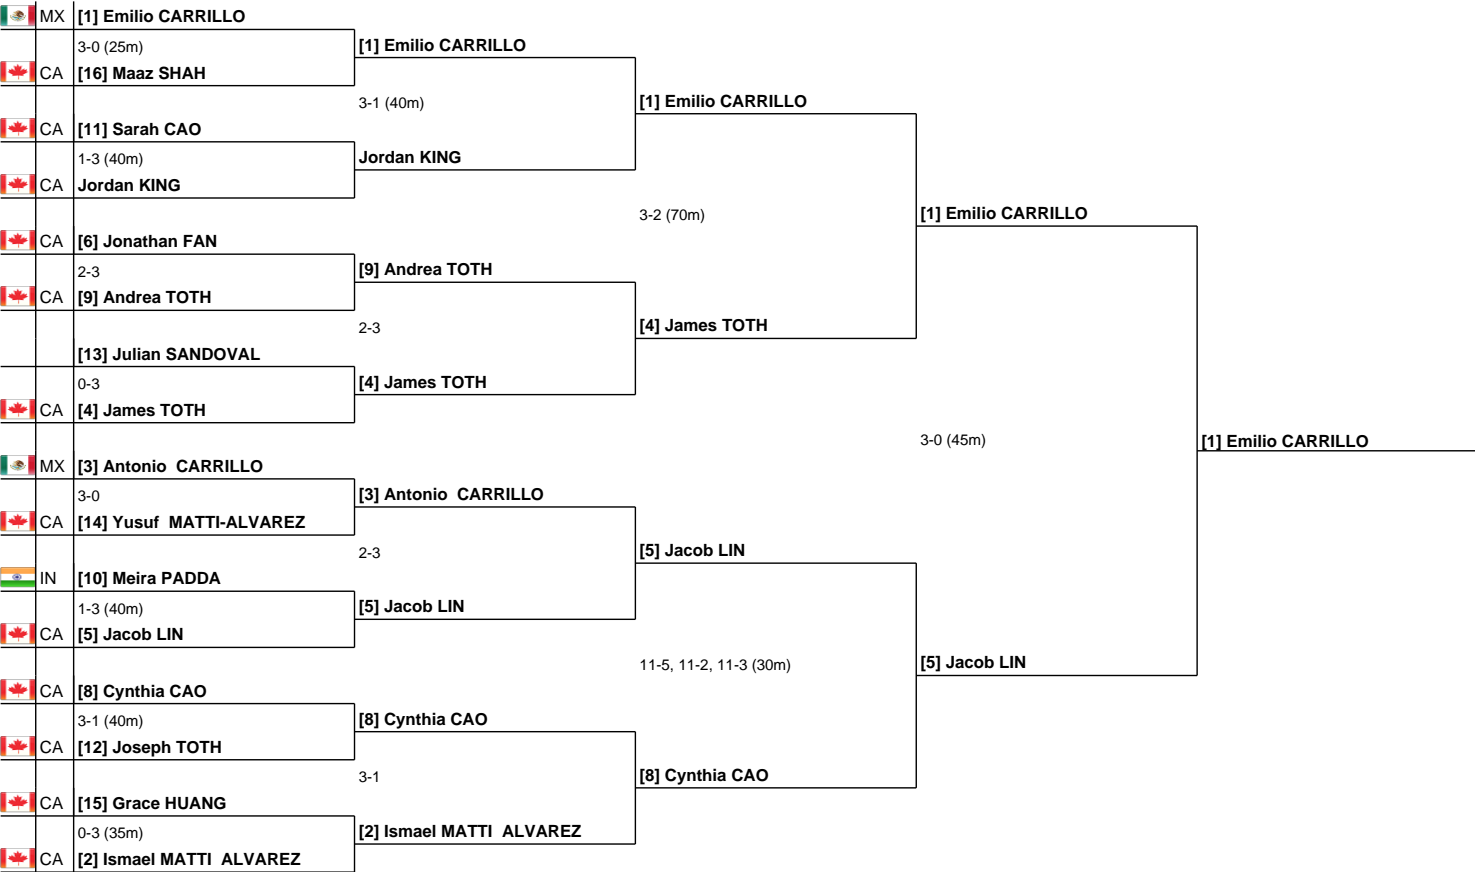 MX [1] Emilio CARRILLO
3-0 (25m)
[1] Emilio CARRILLO
CA [16] Maaz SHAH
3-1 (40m)
[1] Emilio CARRILLO
CA [11] Sarah CAO
1-3 (40m)
Jordan KING
CA Jordan KING
3-2 (70m)
[1] Emilio CARRILLO
CA [6] Jonathan FAN
2-3
[9] Andrea TOTH
CA [9] Andrea TOTH
2-3
[4] James TOTH
[13] Julian SANDOVAL
0-3
[4] James TOTH
CA [4] James TOTH
3-0 (45m)
[1] Emilio CARRILLO
MX [3] Antonio  CARRILLO
3-0
[3] Antonio  CARRILLO
CA [14] Yusuf  MATTI-ALVAREZ
2-3
[5] Jacob LIN
IN [10] Meira PADDA
1-3 (40m)
[5] Jacob LIN
CA [5] Jacob LIN
11-5, 11-2, 11-3 (30m)
[5] Jacob LIN
CA [8] Cynthia CAO
3-1 (40m)
[8] Cynthia CAO
CA [12] Joseph TOTH
3-1
[8] Cynthia CAO
CA [15] Grace HUANG
0-3 (35m)
[2] Ismael MATTI  ALVAREZ
CA [2] Ismael MATTI  ALVAREZ